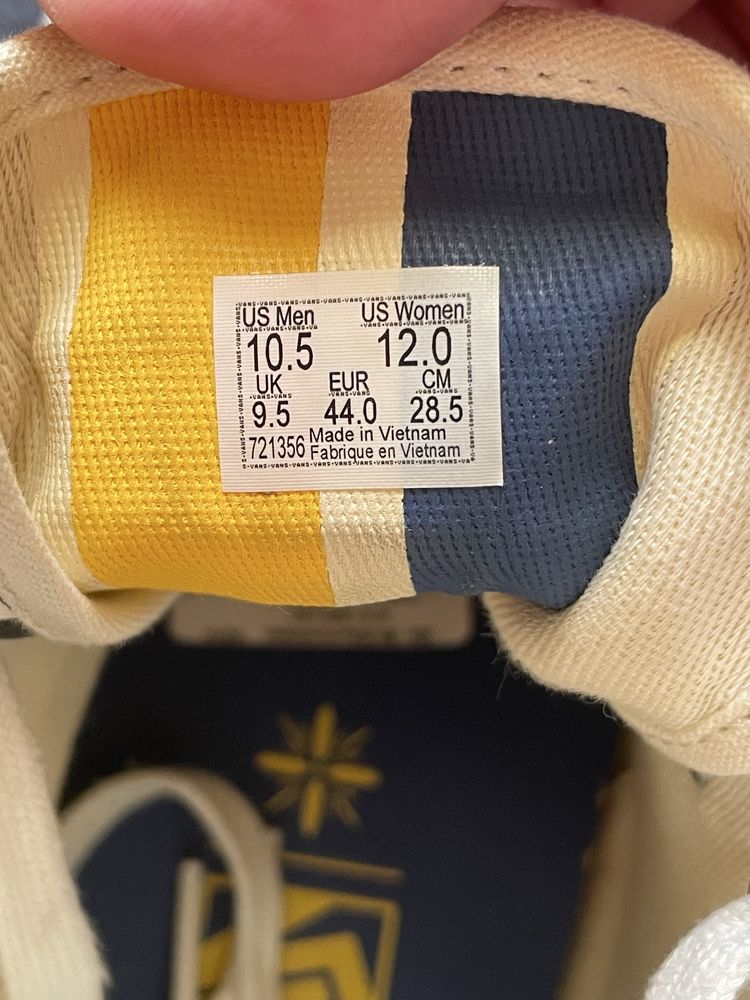 US Men US Women
10.5 12.0
UK EUR CM
9.5 44.0 28.5
721356 Made in Vietnam
Fabrique en Vietnam